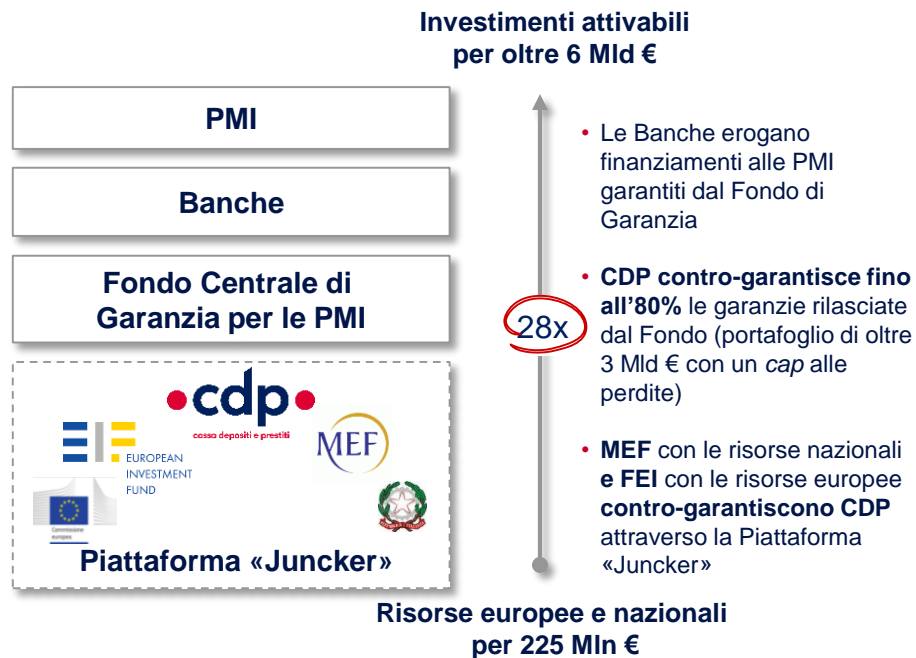 Investimenti attivabili
per oltre 6 Mld €
PMI
Banche
Fondo Centrale di
Garanzia per le PMI
cdp
cassa depositi e prestiti
EIF
EUROPEAN
INVESTMENT
FUND
MEF
Commissione
europea
Piattaforma «Juncker»
28x
• Le Banche erogano
finanziamenti alle PMI
garantiti dal Fondo di
Garanzia
• CDP contro-garantisce fino
all’80% le garanzie rilasciate
dal Fondo (portafoglio di oltre
3 Mld € con un cap alle
perdite)
• MEF con le risorse nazionali
e FEI con le risorse europee
contro-garantiscono CDP
attraverso la Piattaforma
«Juncker»
Risorse europee e nazionali
per 225 Mln €